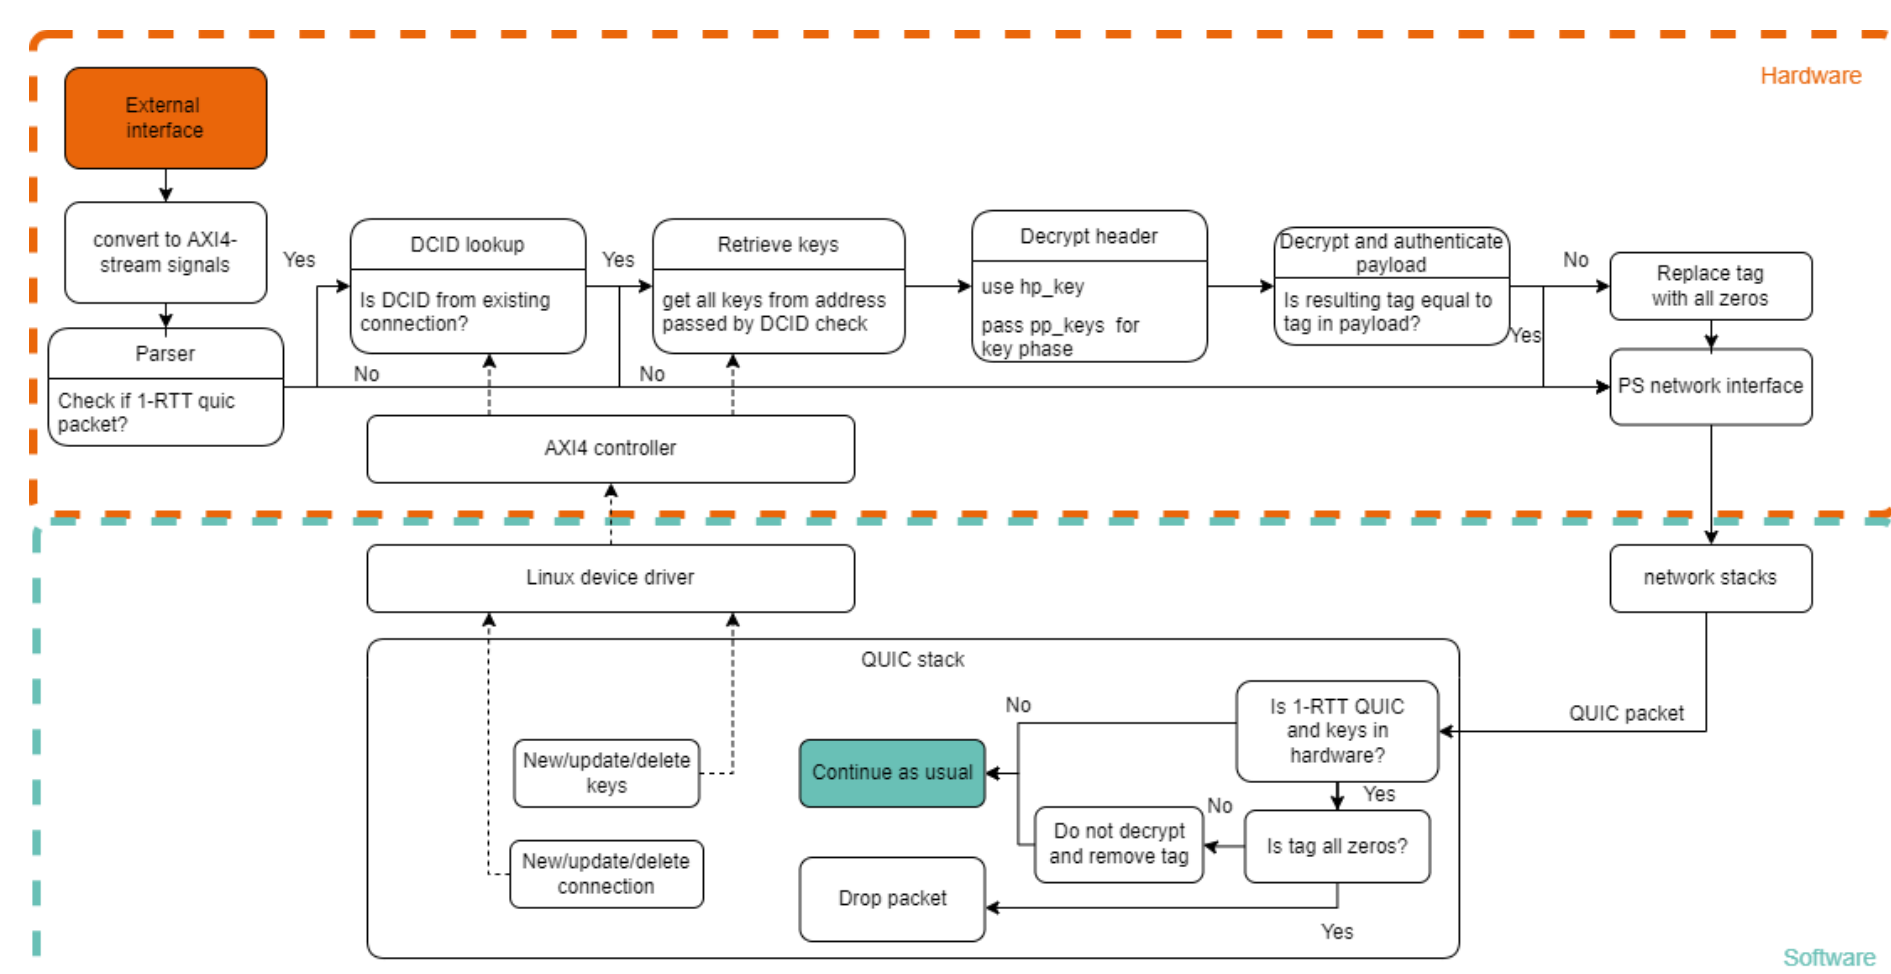 Hardware
External
interface
convert to AXI4-
stream signals
Parser
Check if 1-RTT quic
packet?
Yes
No
DCID lookup
Is DCID from existing
connection?
Yes
No
Retrieve keys
get all keys from address
passed by DCID check
Decrypt header
use hp_key
pass pp_keys for
key phase
Decrypt and authenticate
payload
Is resulting tag equal to
tag in payload?
No
Yes
Replace tag
with all zeros
PS network interface
AXI4 controller
Linux device driver
network stacks
QUIC stack
QUIC packet
Is 1-RTT QUIC
and keys in
hardware?
No
Yes
New/update/delete
keys
Continue as usual
Is tag all zeros?
No
Do not decrypt
and remove tag
New/update/delete
connection
Drop packet
Yes
Software